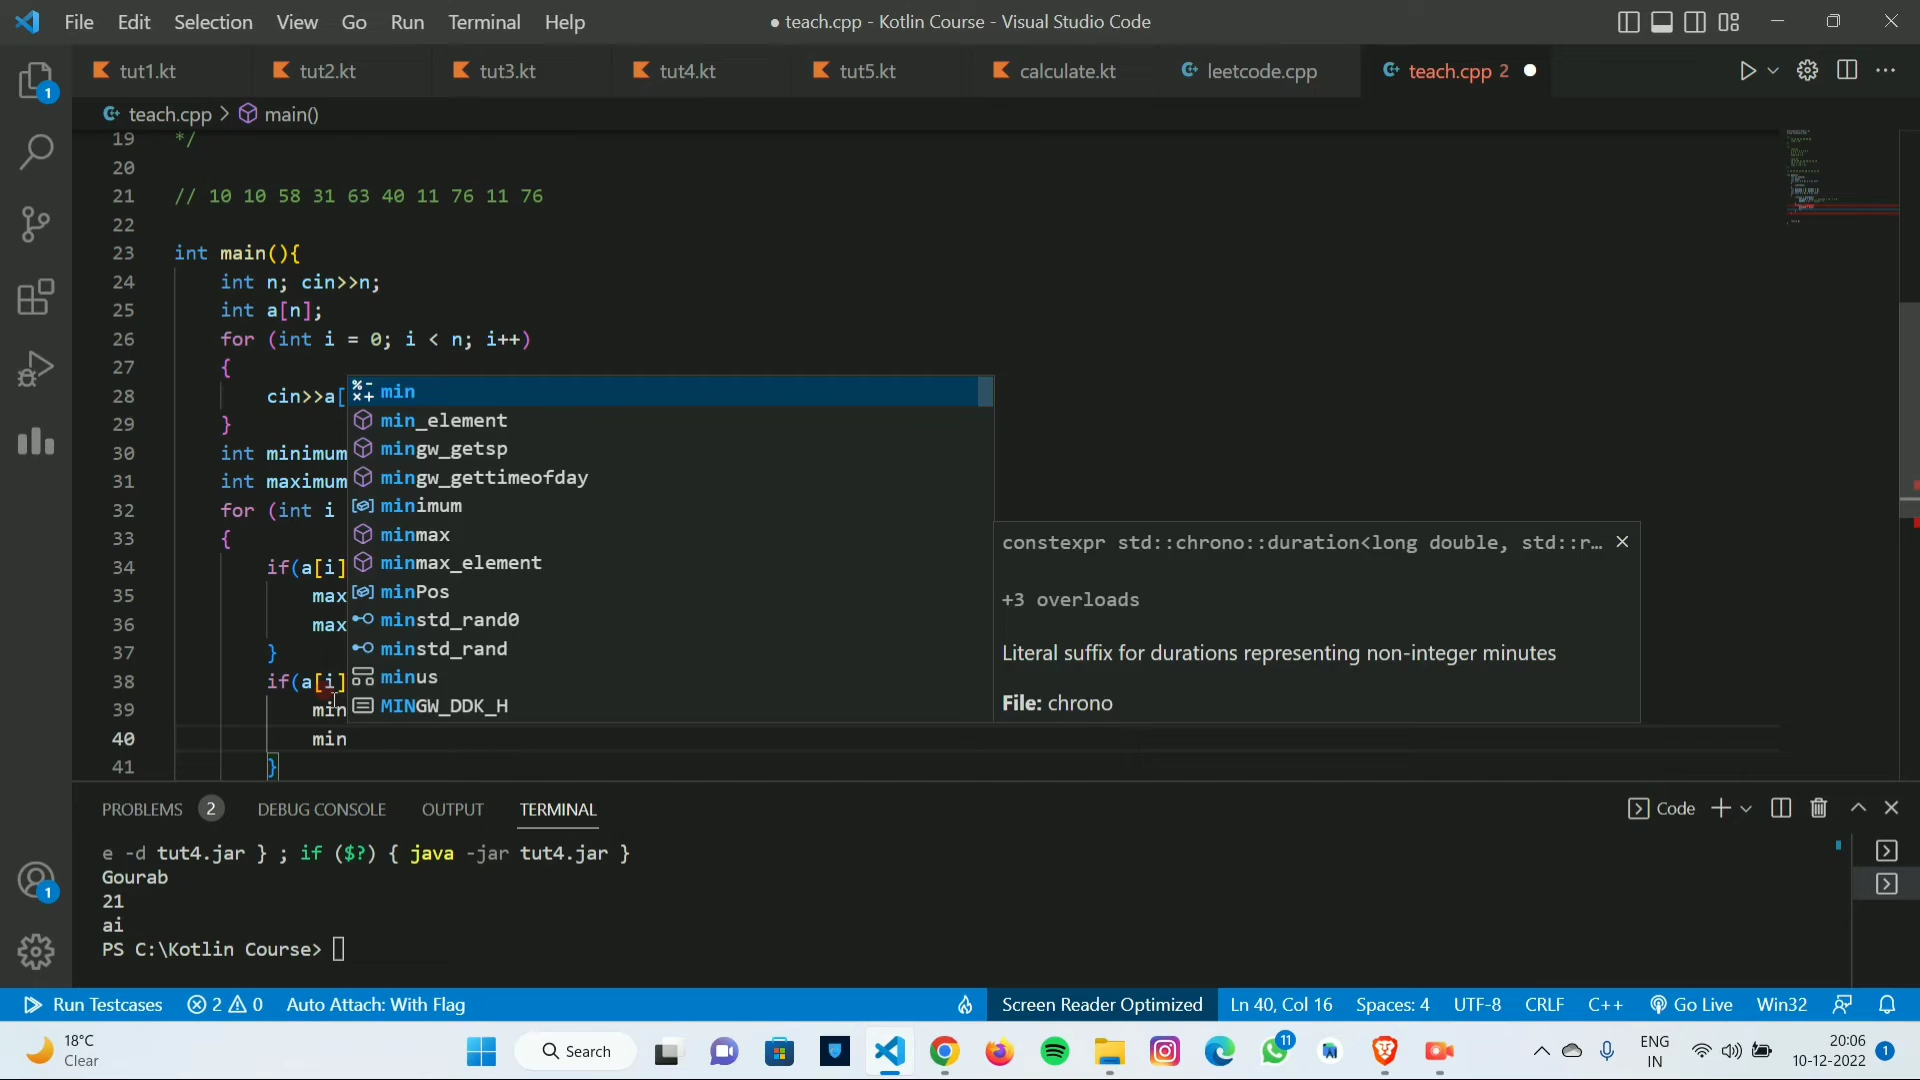 File Edit Selection View Go Run Terminal Help
● teach.cpp - Kotlin Course - Visual Studio Code
tut1.kt tut2.kt tut3.kt tut4.kt tut5.kt calculate.kt leetcode.cpp teach.cpp 2
teach.cpp > main()
19 */
20
21 // 10 10 58 31 63 40 11 76 11 76
22
23 int main(){
24 int n; cin>>n;
25 int a[n];
26 for (int i = 0; i < n; i++)
27 {
28 cin>>a[
29 }
30 int minimum
31 int maximum
32 for (int i
33 {
34 if(a[i]
35 max
36 max
37 }
38 if(a[i]
39 min
40 min
41 }
min
min_element
mingw_getsp
mingw_gettimeofday
minimum
minmax
minmax_element
minPos
minstd_rand0
minstd_rand
minus
MINGW_DDK_H
constexpr std::chrono::duration<long double, std::r...
+3 overloads
Literal suffix for durations representing non-integer minutes
File: chrono
PROBLEMS 2 DEBUG CONSOLE OUTPUT TERMINAL
Code
e -d tut4.jar } ; if ($?) { java -jar tut4.jar }
Gourab
21
ai
PS C:\Kotlin Course>
Run Testcases 2 0 Auto Attach: With Flag Screen Reader Optimized Ln 40, Col 16 Spaces: 4 UTF-8 CRLF C++ Go Live Win32
18°C
Clear
Search
11
ENG
IN
20:06
10-12-2022
1
1
1